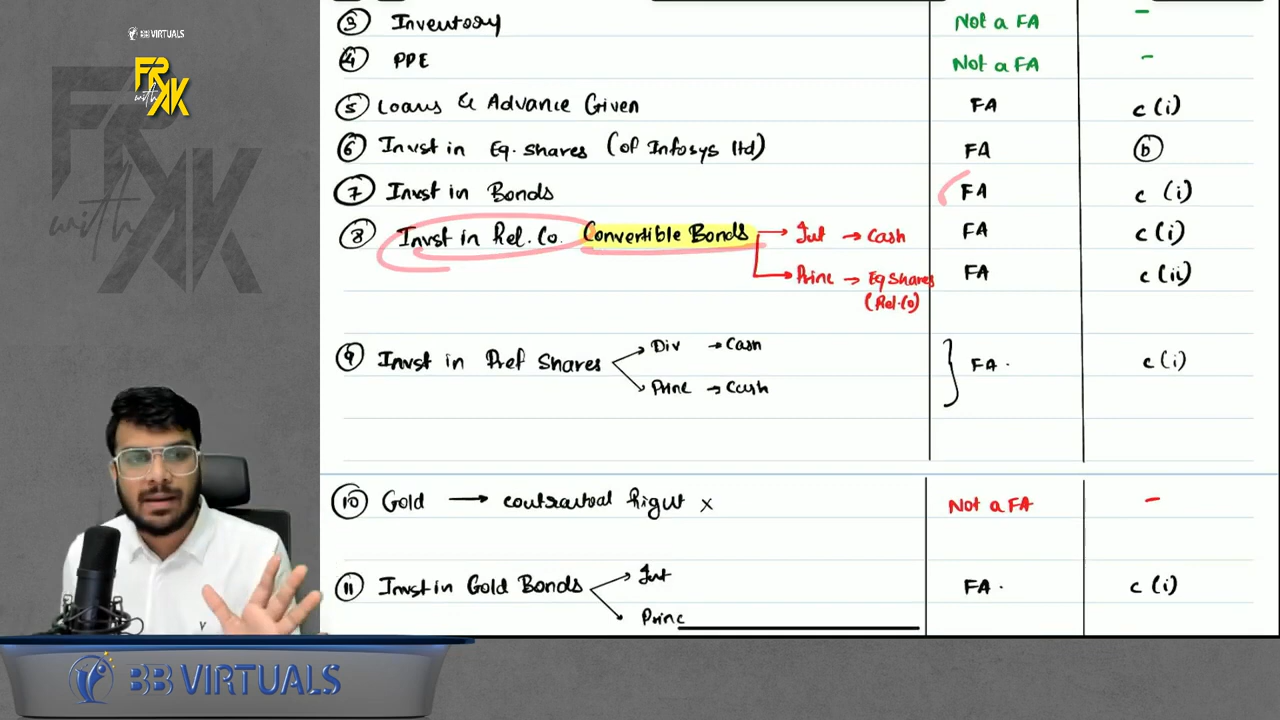 BB VIRTUALS
FR
with
AK
③ Inventory Not a FA -
④ PPE Not a FA -
⑤ Loans & Advance Given FA c (i)
⑥ Invst in Eq. shares (of Infosys ltd) FA ⓑ
⑦ Invst in Bonds FA c (i)
⑧ Invst in Rel. Co. Convertible Bonds → Int → Cash FA c (i)
→ Princ → Eq Shares FA c (ii)
(Rel. Co)
⑨ Invst in Pref Shares Div → Cash
Princ → Cash } FA. c (i)
⑩ Gold → contractual Right x Not a FA -
⑪ Invst in Gold Bonds Int FA. c (i)
Princ
BB VIRTUALS